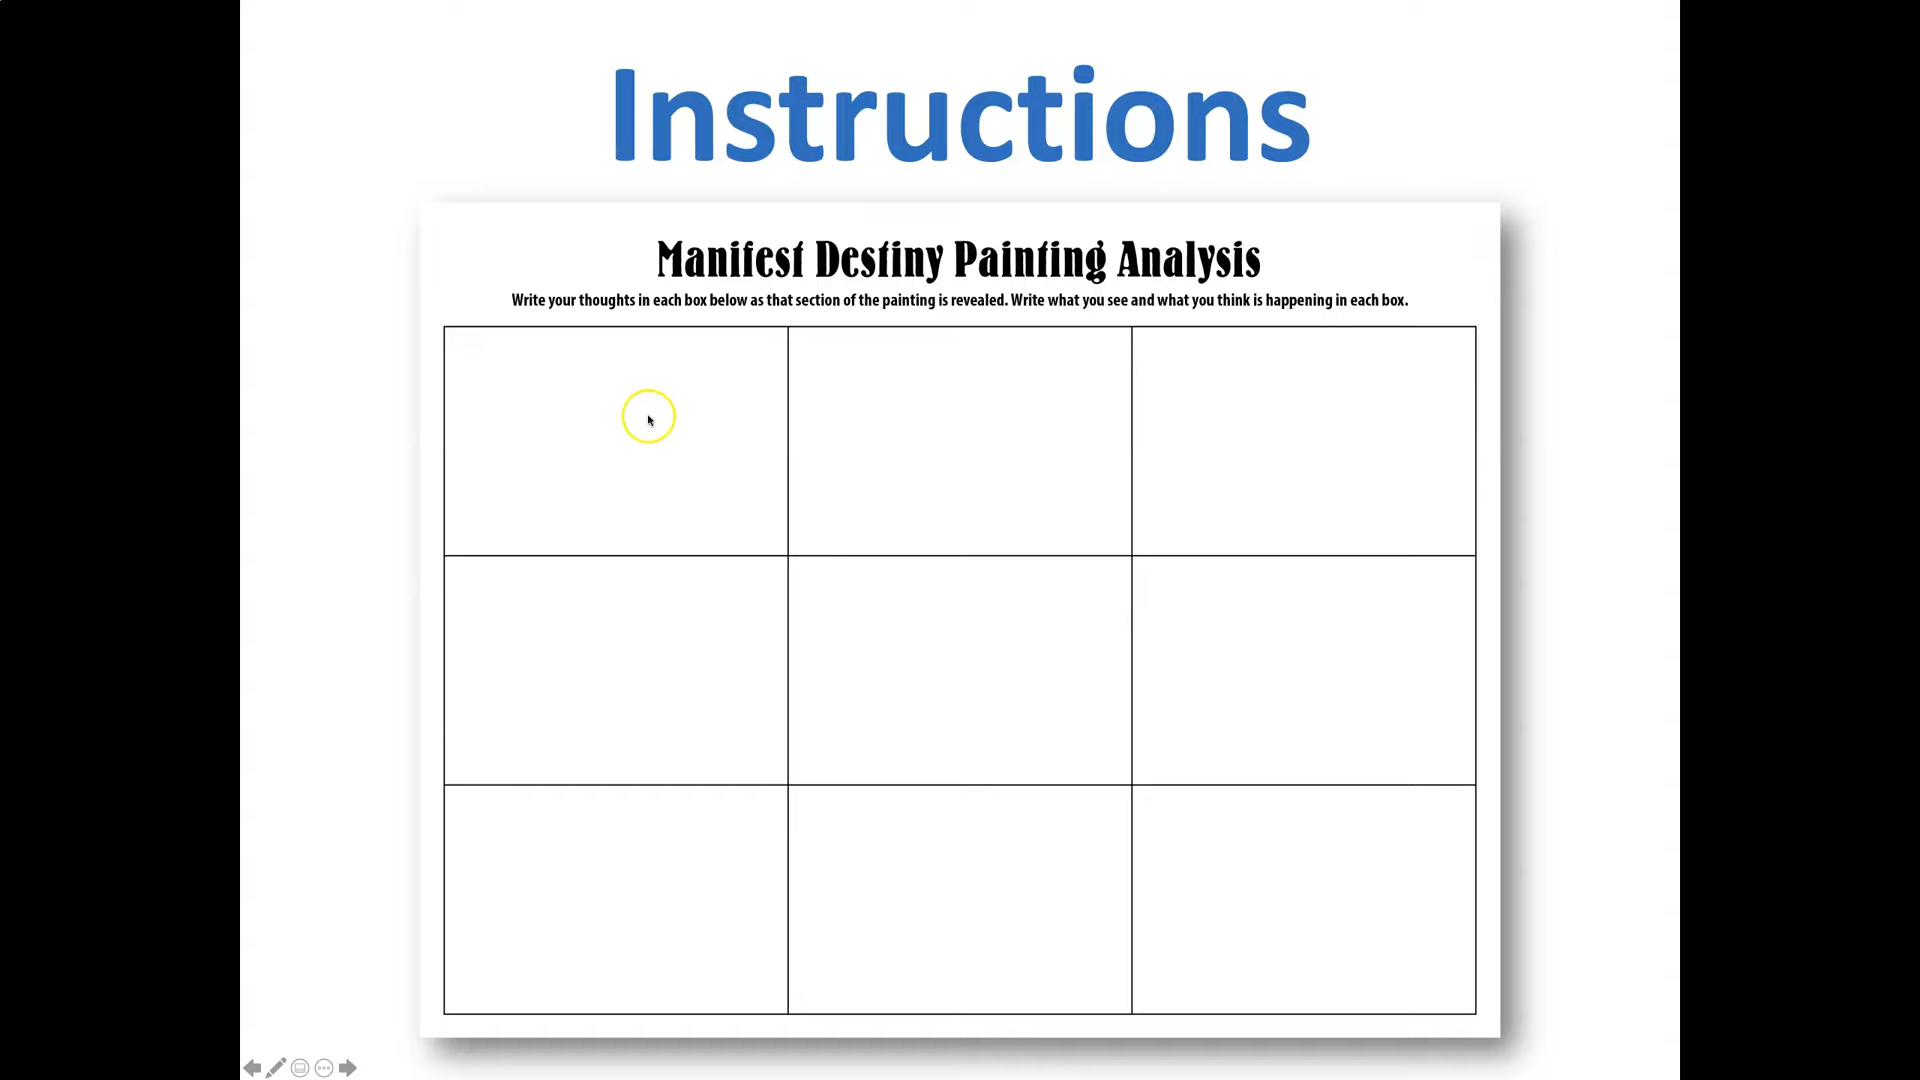 Instructions
Manifest Destiny Painting Analysis
Write your thoughts in each box below as that section of the painting is revealed. Write what you see and what you think is happening in each box.